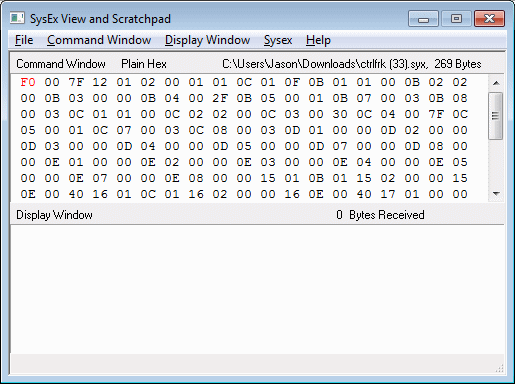 SysEx View and Scratchpad
File Command Window Display Window Sysex Help
Command Window Plain Hex C:\Users\Jason\Downloads\ctrlfrk (33).syx, 269 Bytes
F0 00 7F 12 01 02 00 01 01 0C 01 0F 0B 01 01 00 0B 02 02
00 0B 03 00 00 0B 04 00 2F 0B 05 00 01 0B 07 00 03 0B 08
00 03 0C 01 01 00 0C 02 02 00 0C 03 00 30 0C 04 00 7F 0C
05 00 01 0C 07 00 03 0C 08 00 03 0D 01 00 00 0D 02 00 00
0D 03 00 00 0D 04 00 00 0D 05 00 00 0D 07 00 00 0D 08 00
00 0E 01 00 00 0E 02 00 00 0E 03 00 00 0E 04 00 00 0E 05
00 00 0E 07 00 00 0E 08 00 00 15 01 0B 01 15 02 00 00 15
0E 00 40 16 01 0C 01 16 02 00 00 16 0E 00 40 17 01 00 00
Display Window 0 Bytes Received